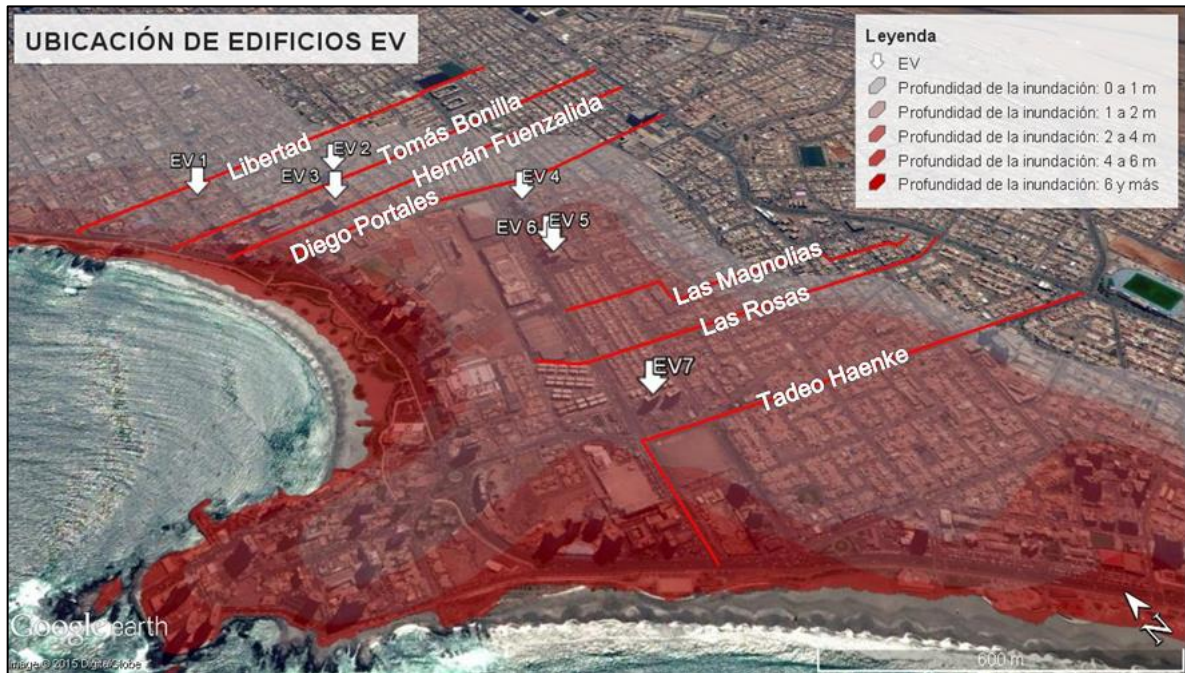 UBICACIÓN DE EDIFICIOS EV
Leyenda
EV
Profundidad de la inundación: 0 a 1 m
Profundidad de la inundación: 1 a 2 m
Profundidad de la inundación: 2 a 4 m
Profundidad de la inundación: 4 a 6 m
Profundidad de la inundación: 6 y más
Libertad
Tomás Bonilla
Hernán Fuenzalida
Diego Portales
EV 1
EV 2
EV 3
EV 4
EV 6
EV 5
Las Magnolias
Las Rosas
EV7
Tadeo Haenke
Google earth
Image © 2015 DigitalGlobe
600 m
N